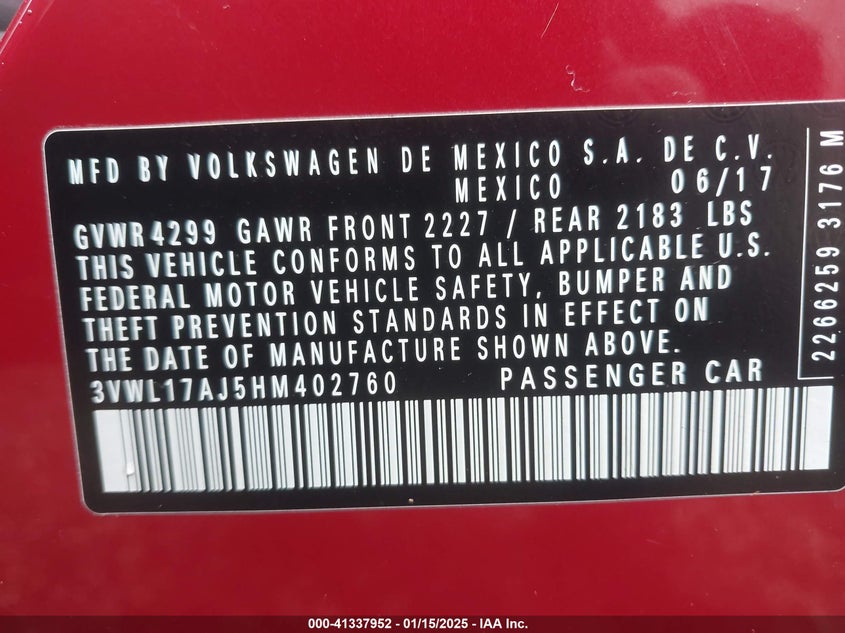 MFD BY VOLKSWAGEN DE MEXICO S.A. DE C.V.
MEXICO 06/17
GVWR 4299 GAWR FRONT 2227 / REAR 2183 LBS
THIS VEHICLE CONFORMS TO ALL APPLICABLE U.S.
FEDERAL MOTOR VEHICLE SAFETY, BUMPER AND
THEFT PREVENTION STANDARDS IN EFFECT ON
THE DATE OF MANUFACTURE SHOWN ABOVE.
3VWL17AJ5HM402760 PASSENGER CAR
2266259 3176 M
000-41337952 - 01/15/2025 - IAA Inc.